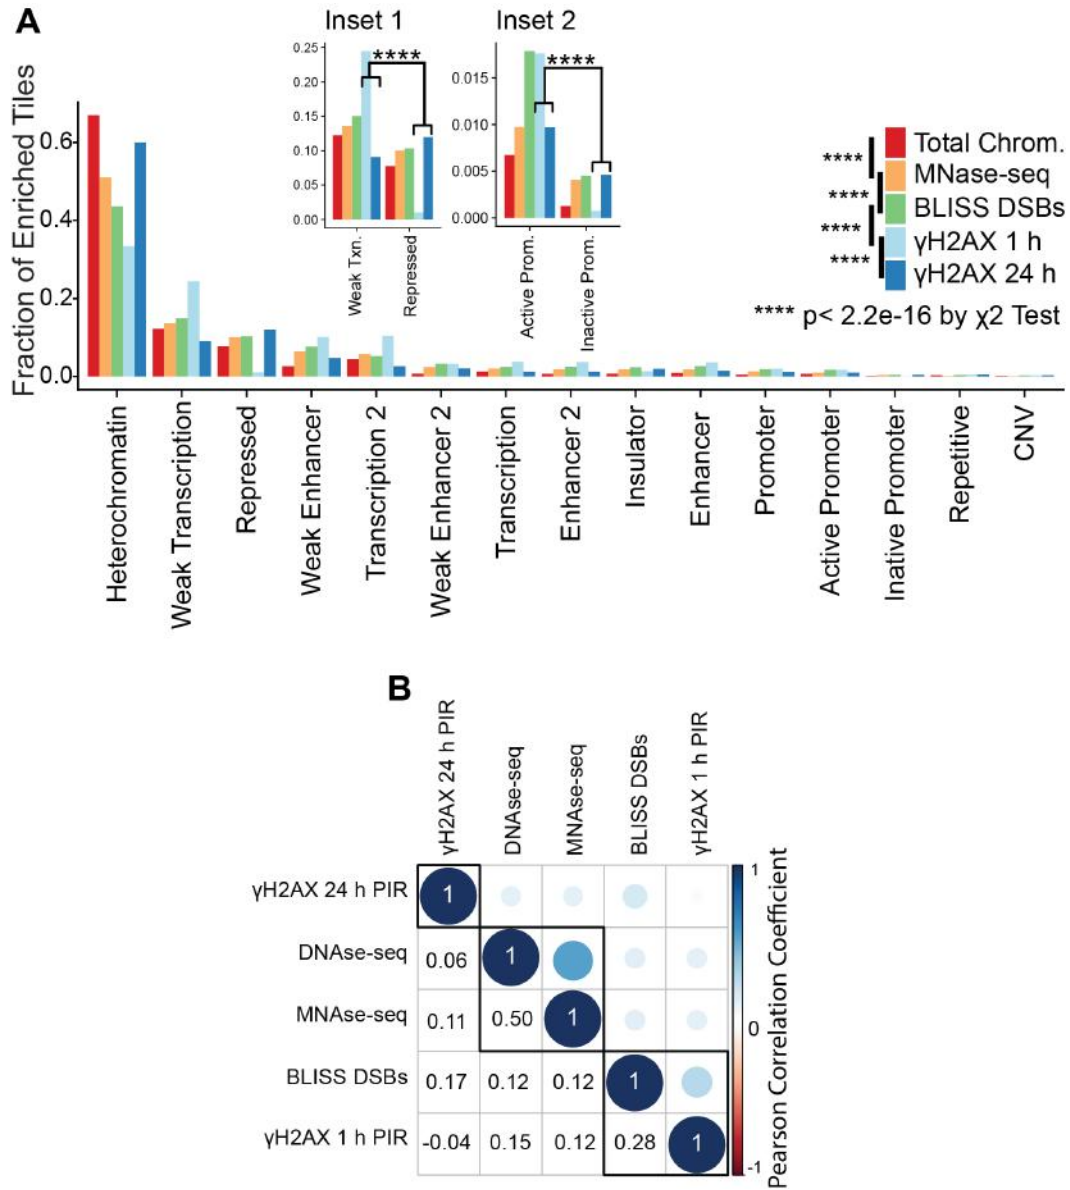 A
Inset 1
Inset 2
Fraction of Enriched Tiles
0.6
0.4
0.2
0.0
0.25
0.20
0.15
0.10
0.05
0.00
****
Weak Txn.
Repressed
0.015
0.010
0.005
0.000
****
Active Prom.
Inactive Prom.
****
****
****
****
Total Chrom.
MNase-seq
BLISS DSBs
γH2AX 1 h
γH2AX 24 h
**** p< 2.2e-16 by χ2 Test
Heterochromatin
Weak Transcription
Repressed
Weak Enhancer
Transcription 2
Weak Enhancer 2
Transcription
Enhancer 2
Insulator
Enhancer
Promoter
Active Promoter
Inative Promoter
Repetitive
CNV
B
γH2AX 24 h PIR
DNAse-seq
MNAse-seq
BLISS DSBs
γH2AX 1 h PIR
γH2AX 24 h PIR 1
DNAse-seq 0.06 1
MNAse-seq 0.11 0.50 1
BLISS DSBs 0.17 0.12 0.12 1
γH2AX 1 h PIR -0.04 0.15 0.12 0.28 1
1
0
-1
Pearson Correlation Coefficient